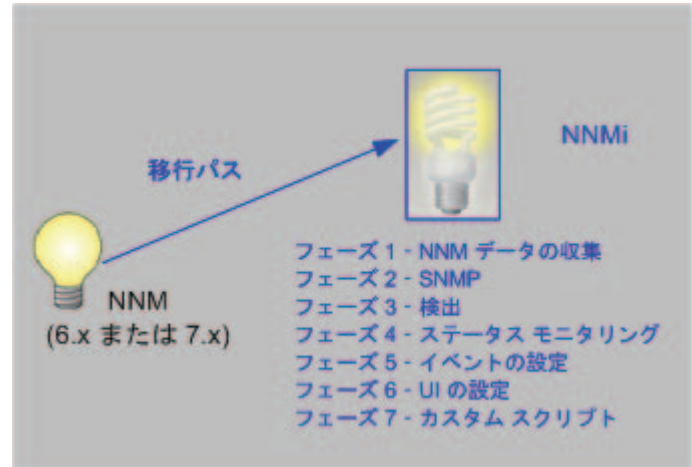 NNMi
移行パス
NNM
(6.x または 7.x)
フェーズ 1 - NNM データの収集
フェーズ 2 - SNMP
フェーズ 3 - 検出
フェーズ 4 - ステータス モニタリング
フェーズ 5 - イベントの設定
フェーズ 6 - UI の設定
フェーズ 7 - カスタム スクリプト